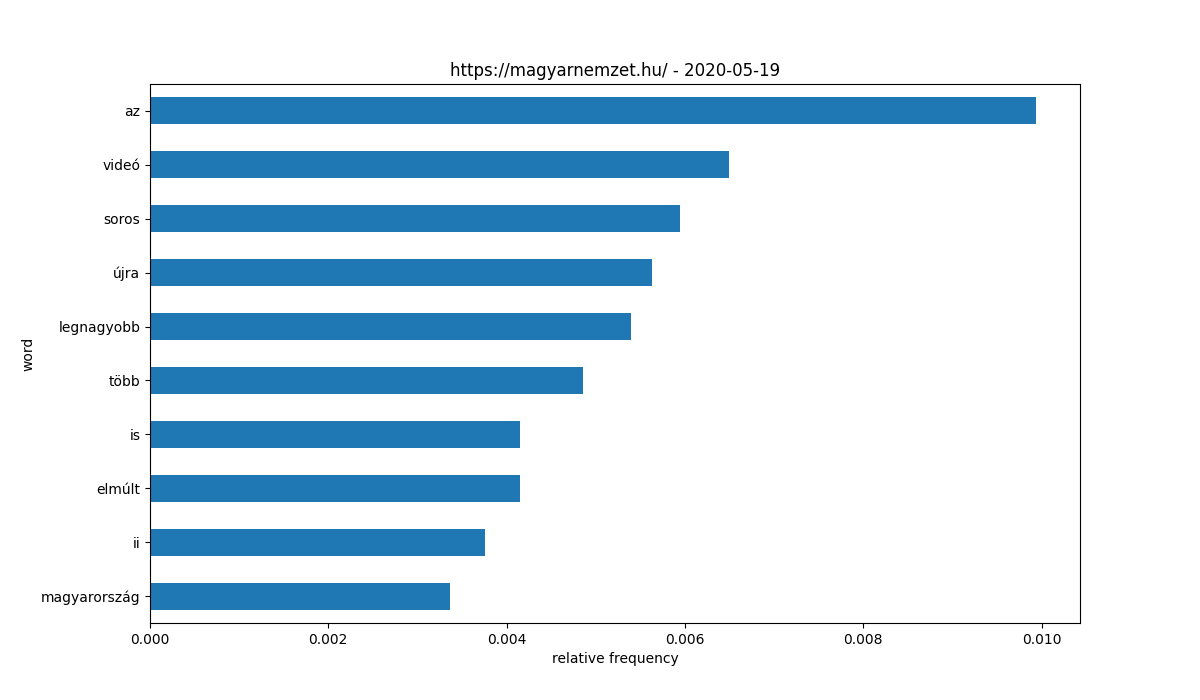 https://magyarnemzet.hu/ - 2020-05-19
az
videó
soros
újra
legnagyobb
több
is
elmúlt
ii
magyarország
word
0.000 0.002 0.004 0.006 0.008 0.010
relative frequency